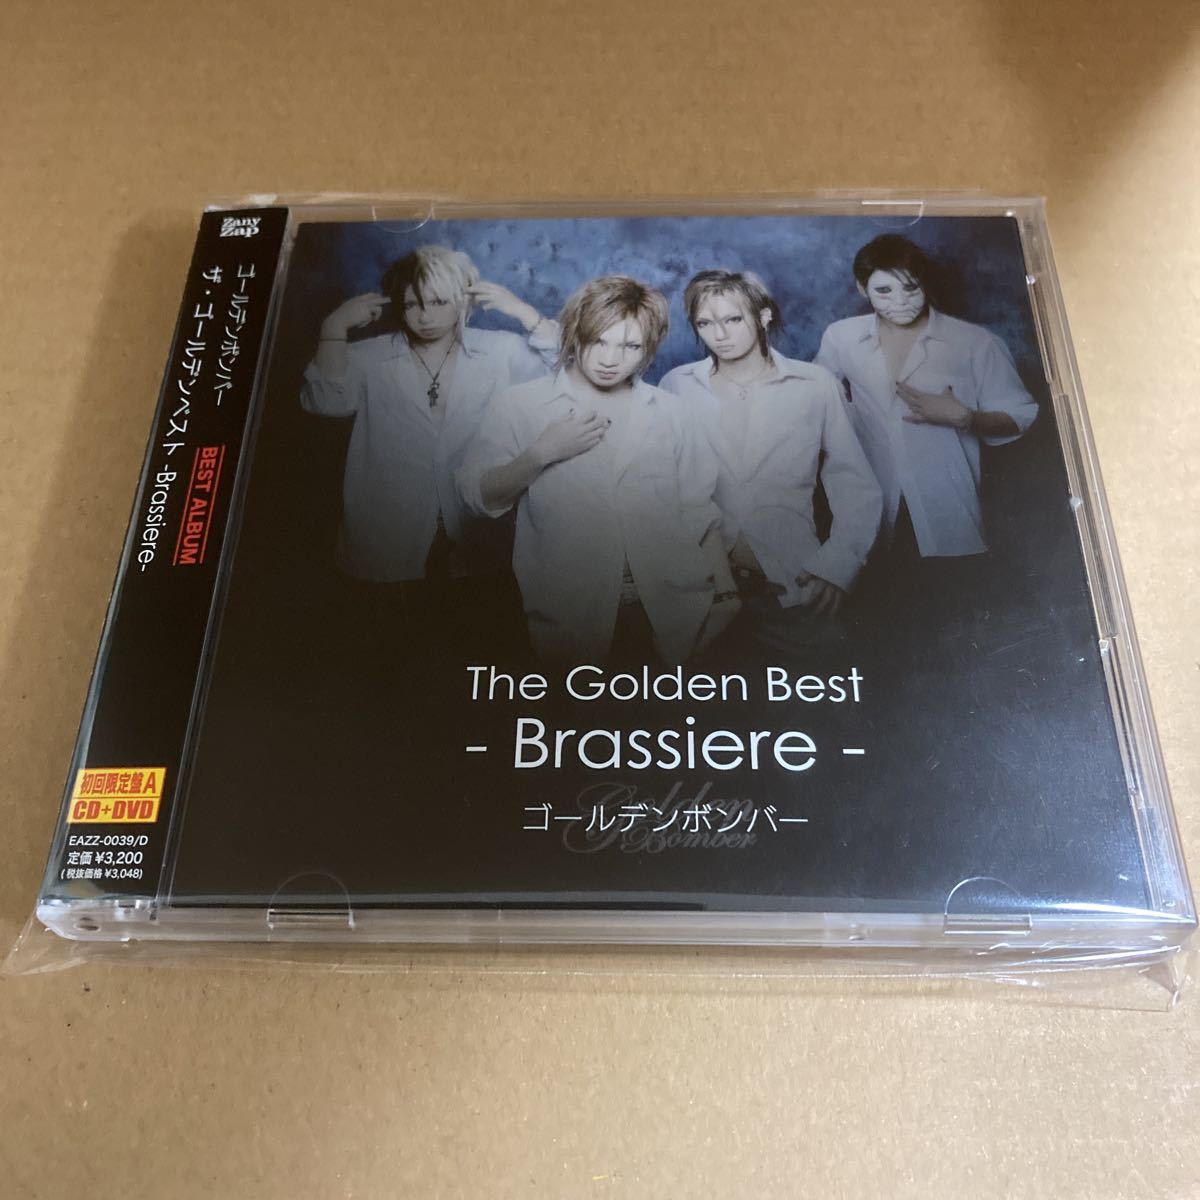 Zany
Zap
ゴールデンボンバー
ザ・ゴールデンベスト -Brassiere-
BEST ALBUM
初回限定盤A
CD+DVD
EAZZ-0039/D
定価 ¥3,200
(税抜価格 ¥3,048)
The Golden Best
- Brassiere -
Golden
ゴールデンボンバー
Bomber